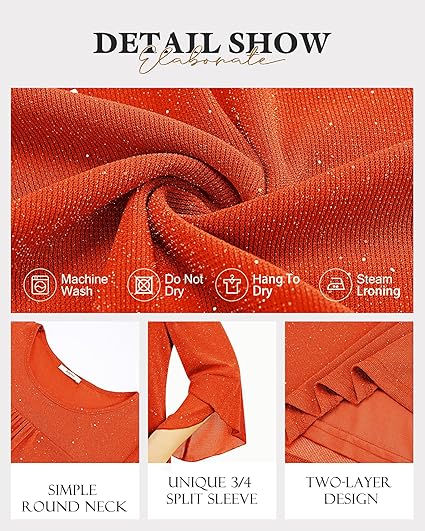 DETAIL SHOW
Elaborate
Machine
Wash
Do Not
Dry
Hang To
Dry
Steam
Lroning
SIMPLE
ROUND NECK
UNIQUE 3/4
SPLIT SLEEVE
TWO-LAYER
DESIGN